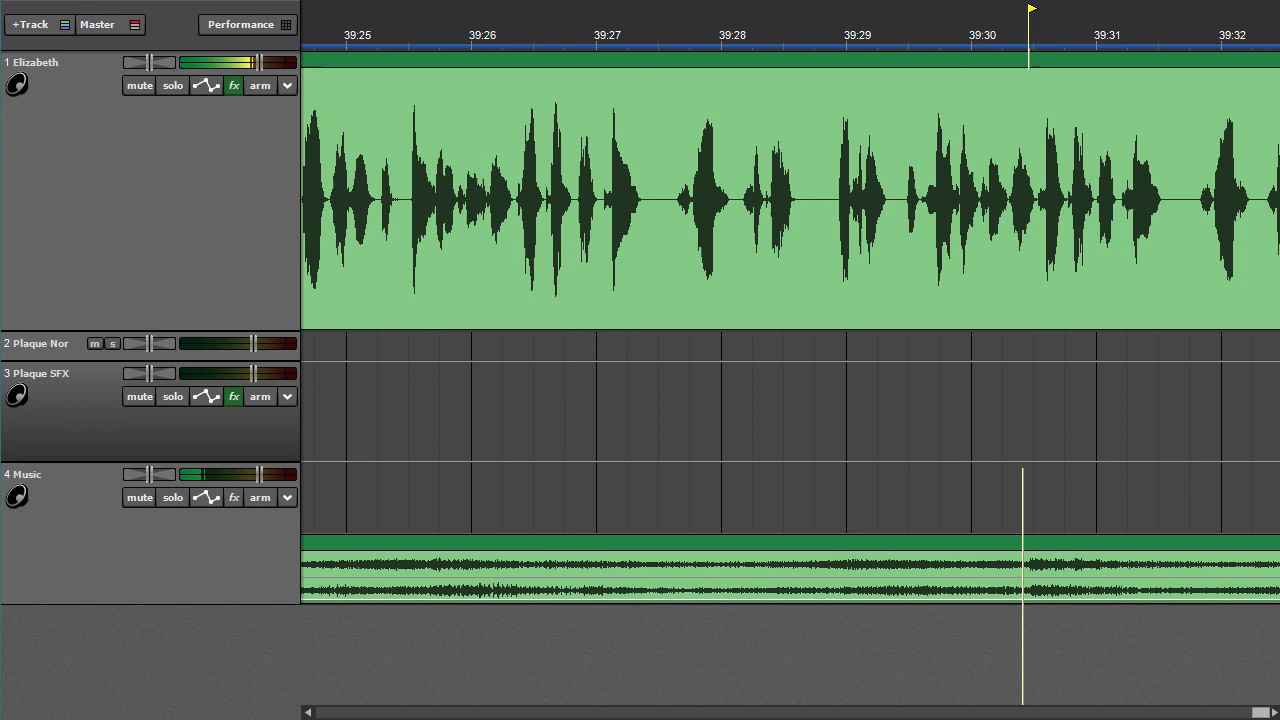 +Track Master Performance
39:25 39:26 39:27 39:28 39:29 39:30 39:31 39:32
1 Elizabeth
mute solo fx arm
2 Plaque Nor m s
3 Plaque SFX
mute solo fx arm
4 Music
mute solo fx arm